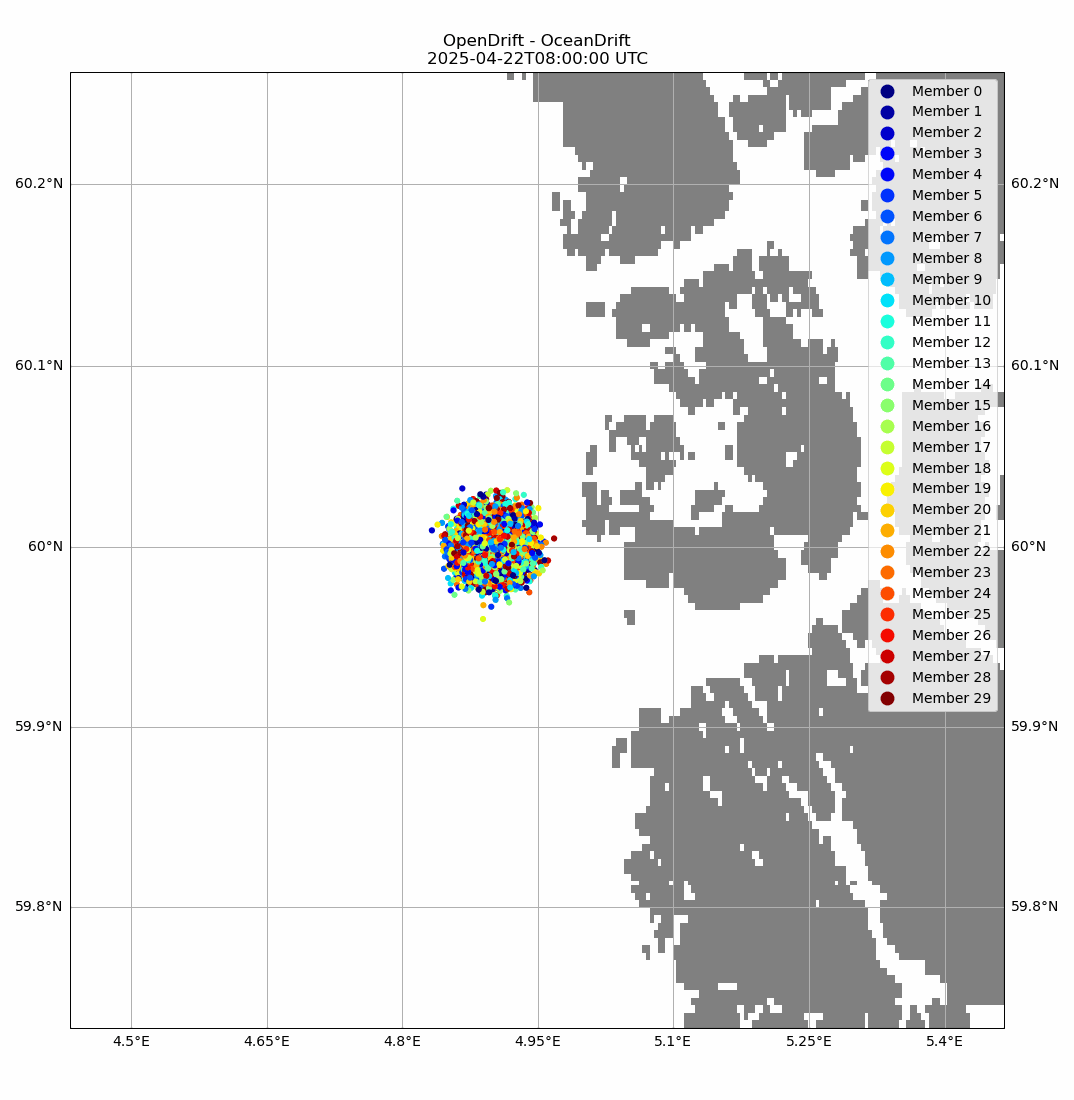 OpenDrift - OceanDrift
2025-04-22T08:00:00 UTC
Member 0
Member 1
Member 2
Member 3
Member 4
Member 5
Member 6
Member 7
Member 8
Member 9
Member 10
Member 11
Member 12
Member 13
Member 14
Member 15
Member 16
Member 17
Member 18
Member 19
Member 20
Member 21
Member 22
Member 23
Member 24
Member 25
Member 26
Member 27
Member 28
Member 29
60.2°N
60.2°N
60.1°N
60.1°N
60°N
60°N
59.9°N
59.9°N
59.8°N
59.8°N
4.5°E
4.65°E
4.8°E
4.95°E
5.1°E
5.25°E
5.4°E